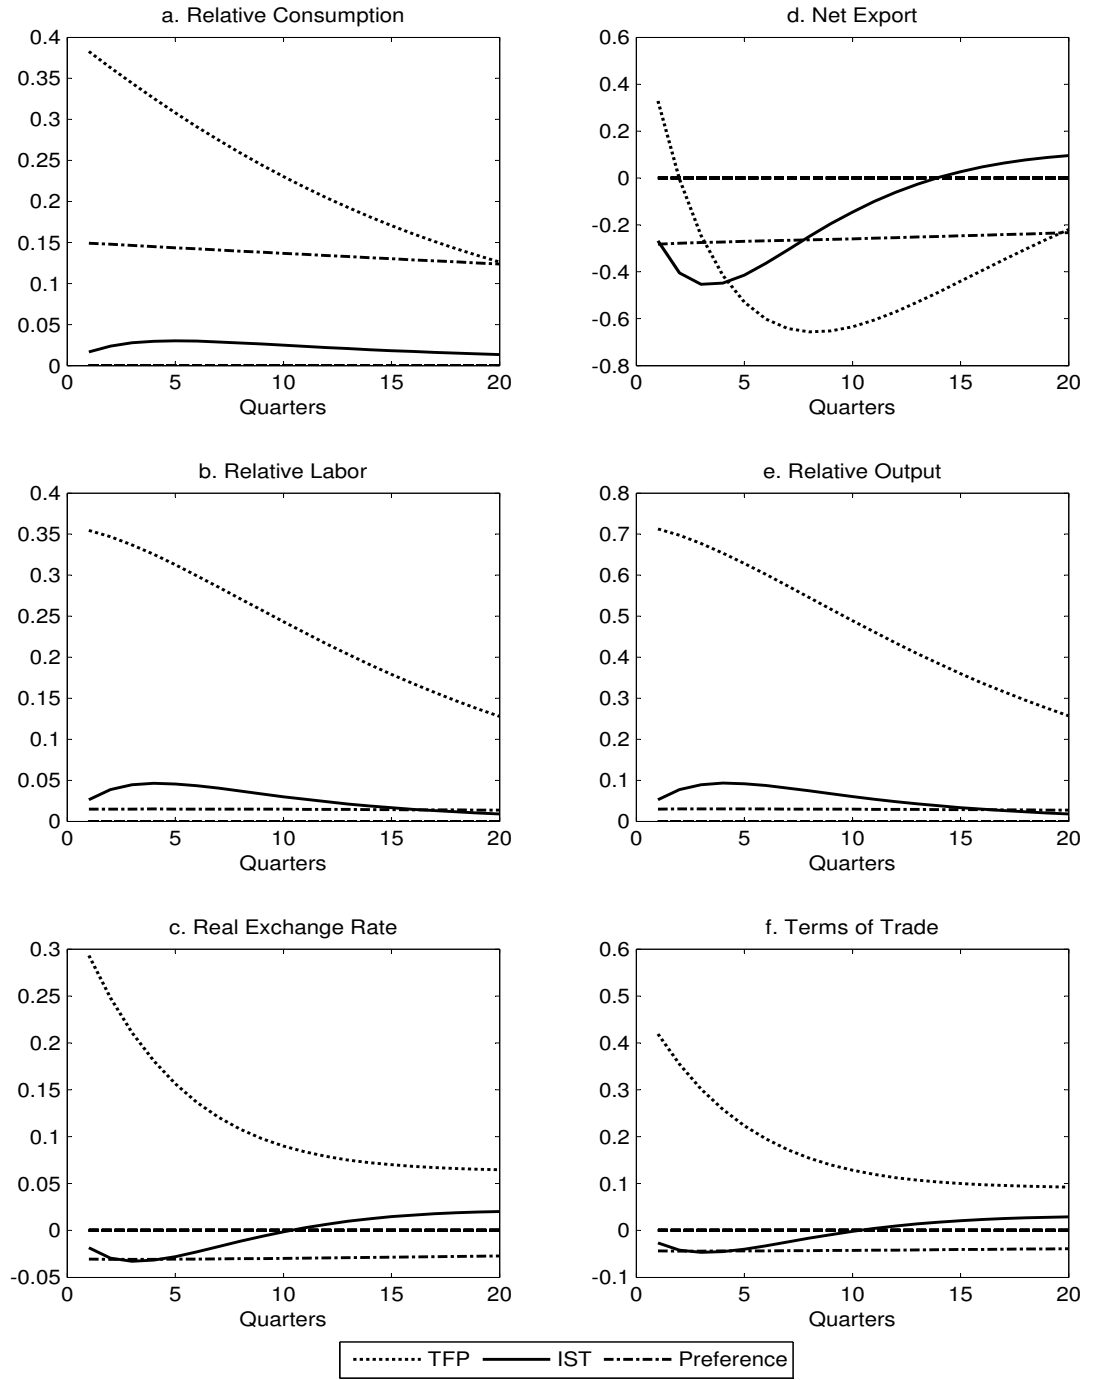 a. Relative Consumption
0.4
0.35
0.3
0.25
0.2
0.15
0.1
0.05
0
0 5 10 15 20
Quarters
d. Net Export
0.6
0.4
0.2
0
-0.2
-0.4
-0.6
-0.8
0 5 10 15 20
Quarters
b. Relative Labor
0.4
0.35
0.3
0.25
0.2
0.15
0.1
0.05
0
0 5 10 15 20
Quarters
e. Relative Output
0.8
0.7
0.6
0.5
0.4
0.3
0.2
0.1
0
0 5 10 15 20
Quarters
c. Real Exchange Rate
0.3
0.25
0.2
0.15
0.1
0.05
0
-0.05
0 5 10 15 20
Quarters
f. Terms of Trade
0.6
0.5
0.4
0.3
0.2
0.1
0
-0.1
0 5 10 15 20
Quarters
TFP IST Preference